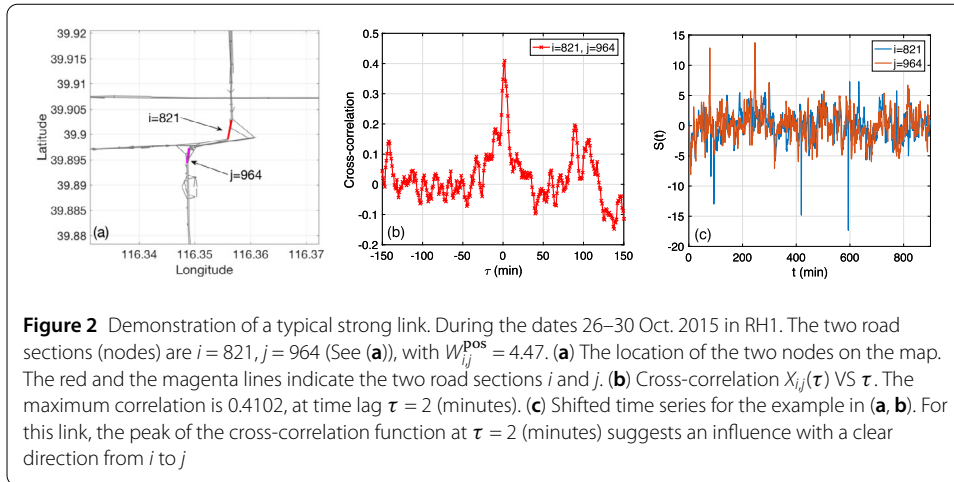 39.92
39.915
39.91
39.905
39.9
39.895
39.89
39.885
39.88
Latitude
i=821
j=964
(a)
116.34
116.35
116.36
116.37
Longitude
0.5
0.4
0.3
0.2
0.1
0
-0.1
0.2
Cross-correlation
i=821, j=964
(b)
-150
-100
-50
0
50
100
150
τ (min)
15
10
5
0
-5
-10
-15
-20
S(t)
i=821
j=964
(c)
0
200
400
600
800
t (min)
Figure 2 Demonstration of a typical strong link. During the dates 26–30 Oct. 2015 in RH1. The two road
sections (nodes) are i = 821, j = 964 (See (a)), with W_{i,j}^{pos} = 4.47. (a) The location of the two nodes on the map.
The red and the magenta lines indicate the two road sections i and j. (b) Cross-correlation X_{i,j}(τ) VS τ. The
maximum correlation is 0.4102, at time lag τ = 2 (minutes). (c) Shifted time series for the example in (a, b). For
this link, the peak of the cross-correlation function at τ = 2 (minutes) suggests an influence with a clear
direction from i to j